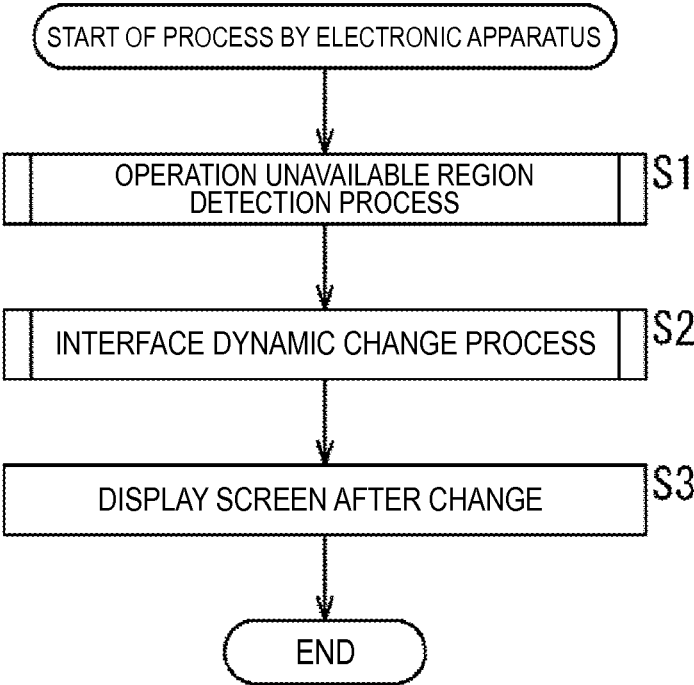 START OF PROCESS BY ELECTRONIC APPARATUS
OPERATION UNAVAILABLE REGION
DETECTION PROCESS
S1
INTERFACE DYNAMIC CHANGE PROCESS
S2
DISPLAY SCREEN AFTER CHANGE
S3
END